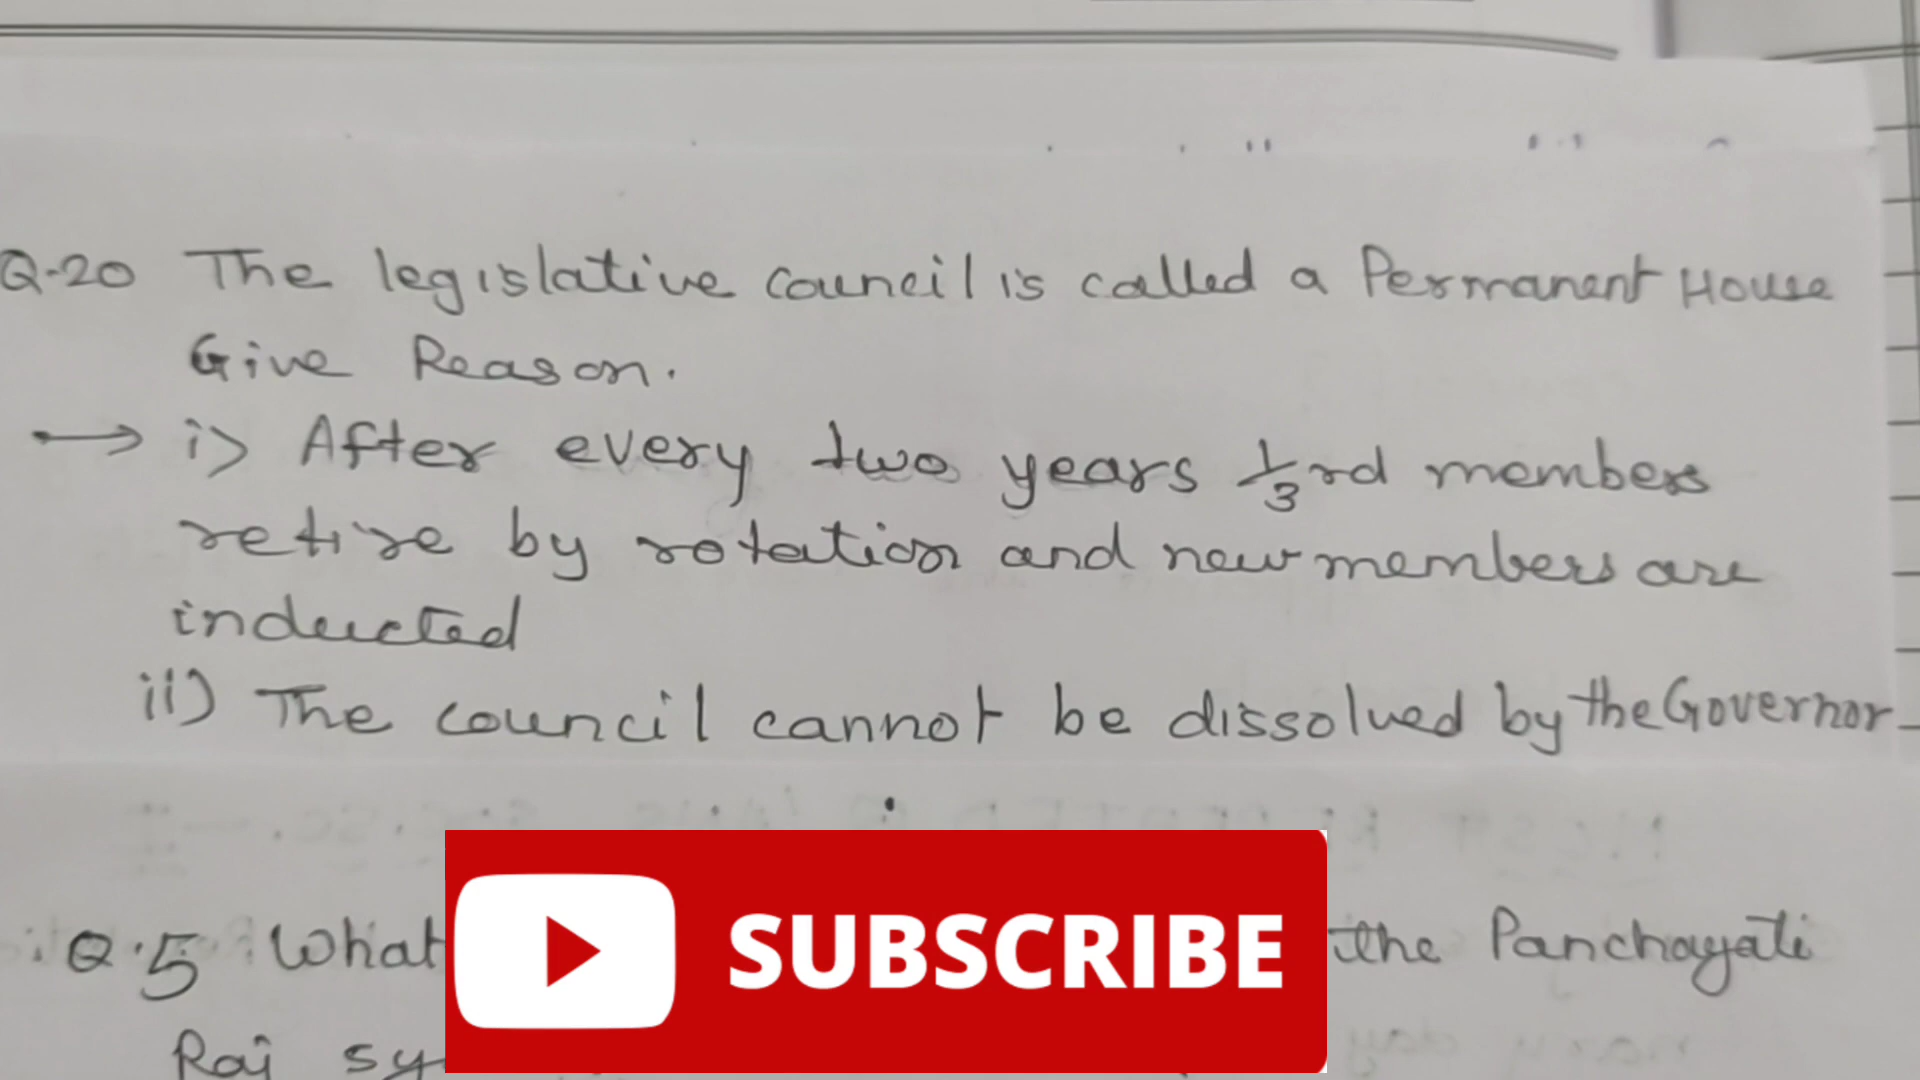 Q.20 The legislative council is called a Permanent House
Give Reason.
→ i) After every two years 1/3rd members
retire by rotation and new members are
inducted
ii) The council cannot be dissolved by the Governor
Q.5 What the Panchayati
Raj
SUBSCRIBE